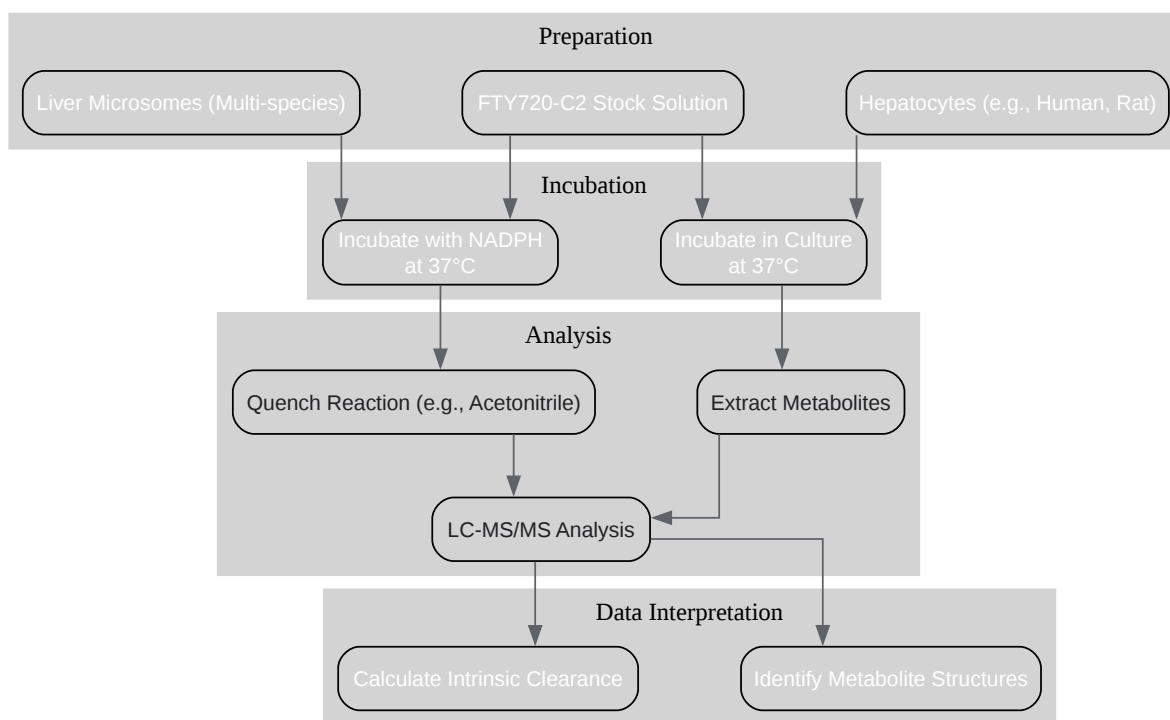 Preparation
Liver Microsomes (Multi-species)
FTY720-C2 Stock Solution
Hepatocytes (e.g., Human, Rat)
Incubation
Incubate with NADPH
at 37°C
Incubate in Culture
at 37°C
Analysis
Quench Reaction (e.g., Acetonitrile)
Extract Metabolites
LC-MS/MS Analysis
Data Interpretation
Calculate Intrinsic Clearance
Identify Metabolite Structures